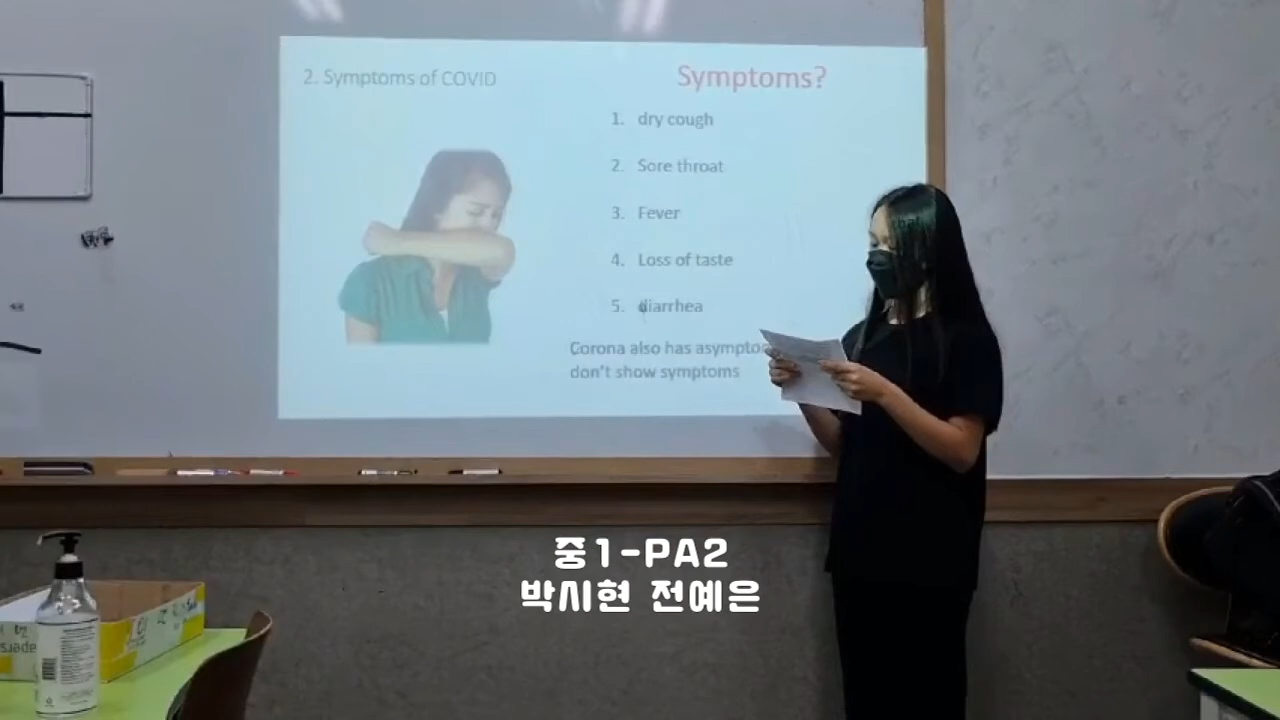 2. Symptoms of COVID
Symptoms?
1. dry cough
2. Sore throat
3. Fever
4. Loss of taste
5. diarrhea
Corona also has
don't show symptoms
중1-PA2
박시현 전예은